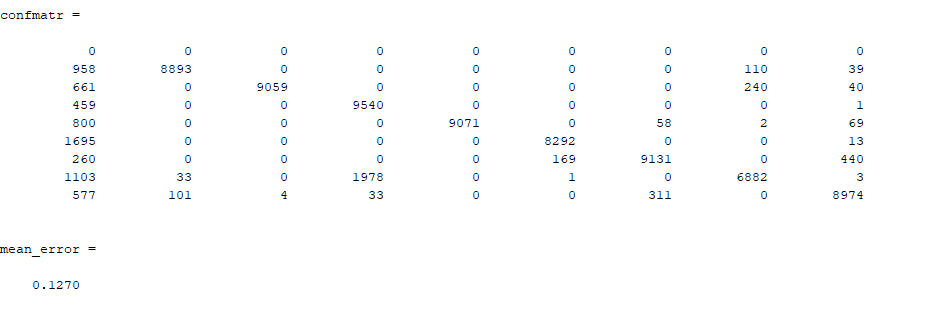 confmatr =
0 0 0 0 0 0 0 0 0
958 8893 0 0 0 0 0 110 39
661 0 9059 0 0 0 0 240 40
459 0 0 9540 0 0 0 0 1
800 0 0 0 9071 0 58 2 69
1695 0 0 0 0 8292 0 0 13
260 0 0 0 0 169 9131 0 440
1103 33 0 1978 0 1 0 6882 3
577 101 4 33 0 0 311 0 8974
mean_error =
0.1270